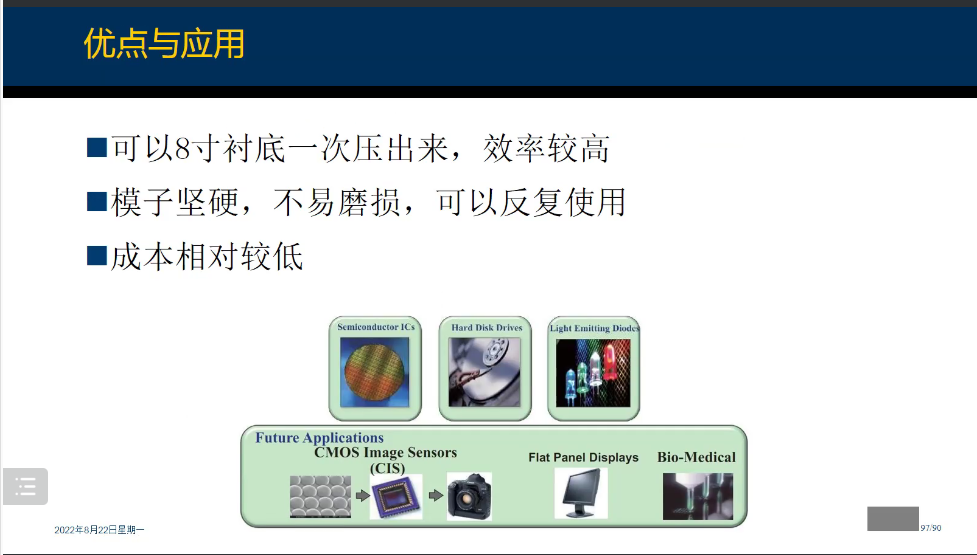 优点与应用
可以8寸衬底一次压出来，效率较高
模子坚硬，不易磨损，可以反复使用
成本相对较低
Semiconductor ICs
Hard Disk Drives
Light Emitting Diodes
Future Applications
CMOS Image Sensors
(CIS)
Flat Panel Displays
Bio-Medical
2022年8月22日星期一
97/90